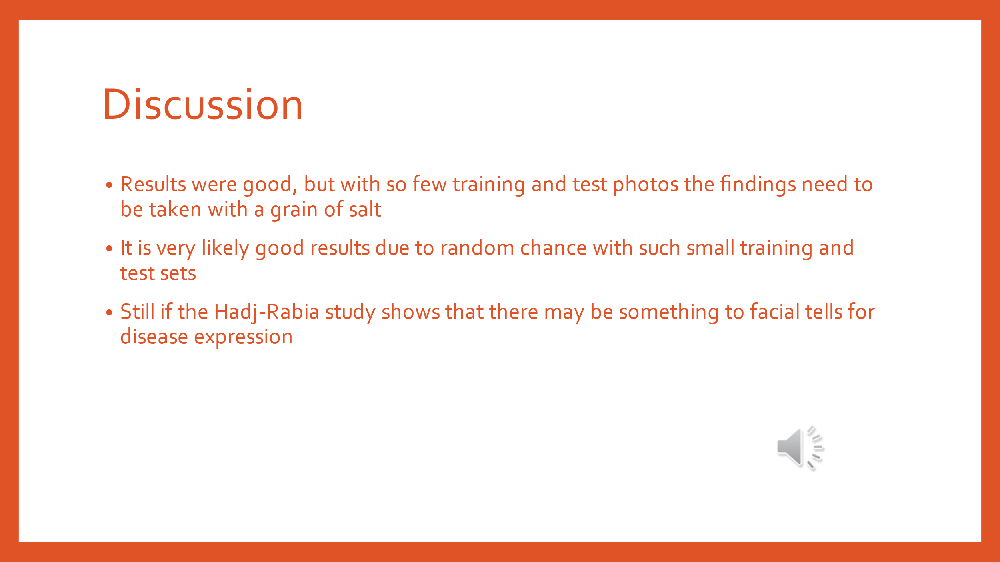 Discussion
• Results were good, but with so few training and test photos the findings need to
be taken with a grain of salt
• It is very likely good results due to random chance with such small training and
test sets
• Still if the Hadj-Rabia study shows that there may be something to facial tells for
disease expression